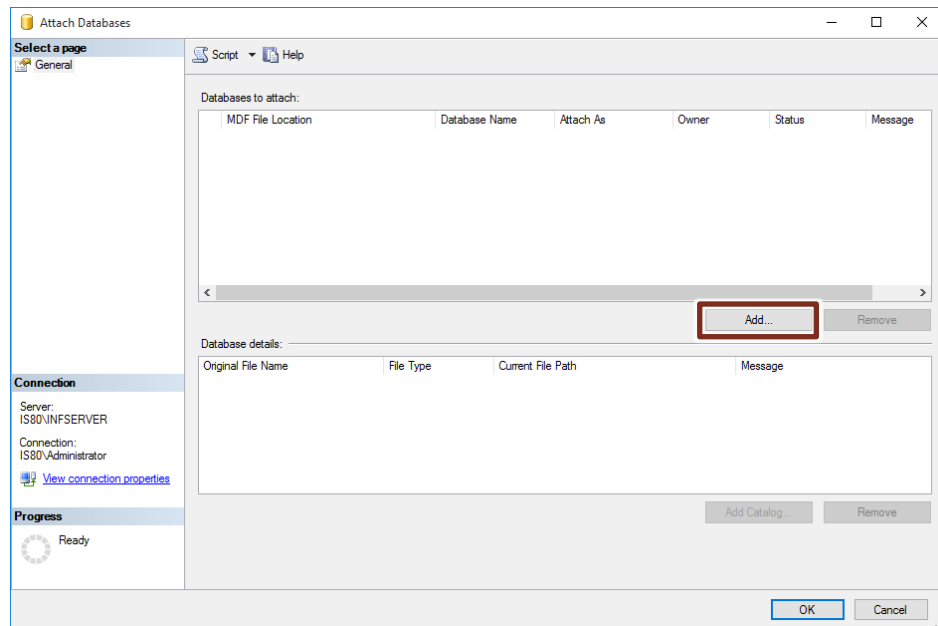 Attach Databases
Select a page
General
Script Help
Databases to attach:
MDF File Location Database Name Attach As Owner Status Message
Add... Remove
Database details:
Original File Name File Type Current File Path Message
Connection
Server:
IS80\INFSERVER
Connection:
IS80\Administrator
View connection properties
Add Catalog... Remove
Progress
Ready
OK Cancel